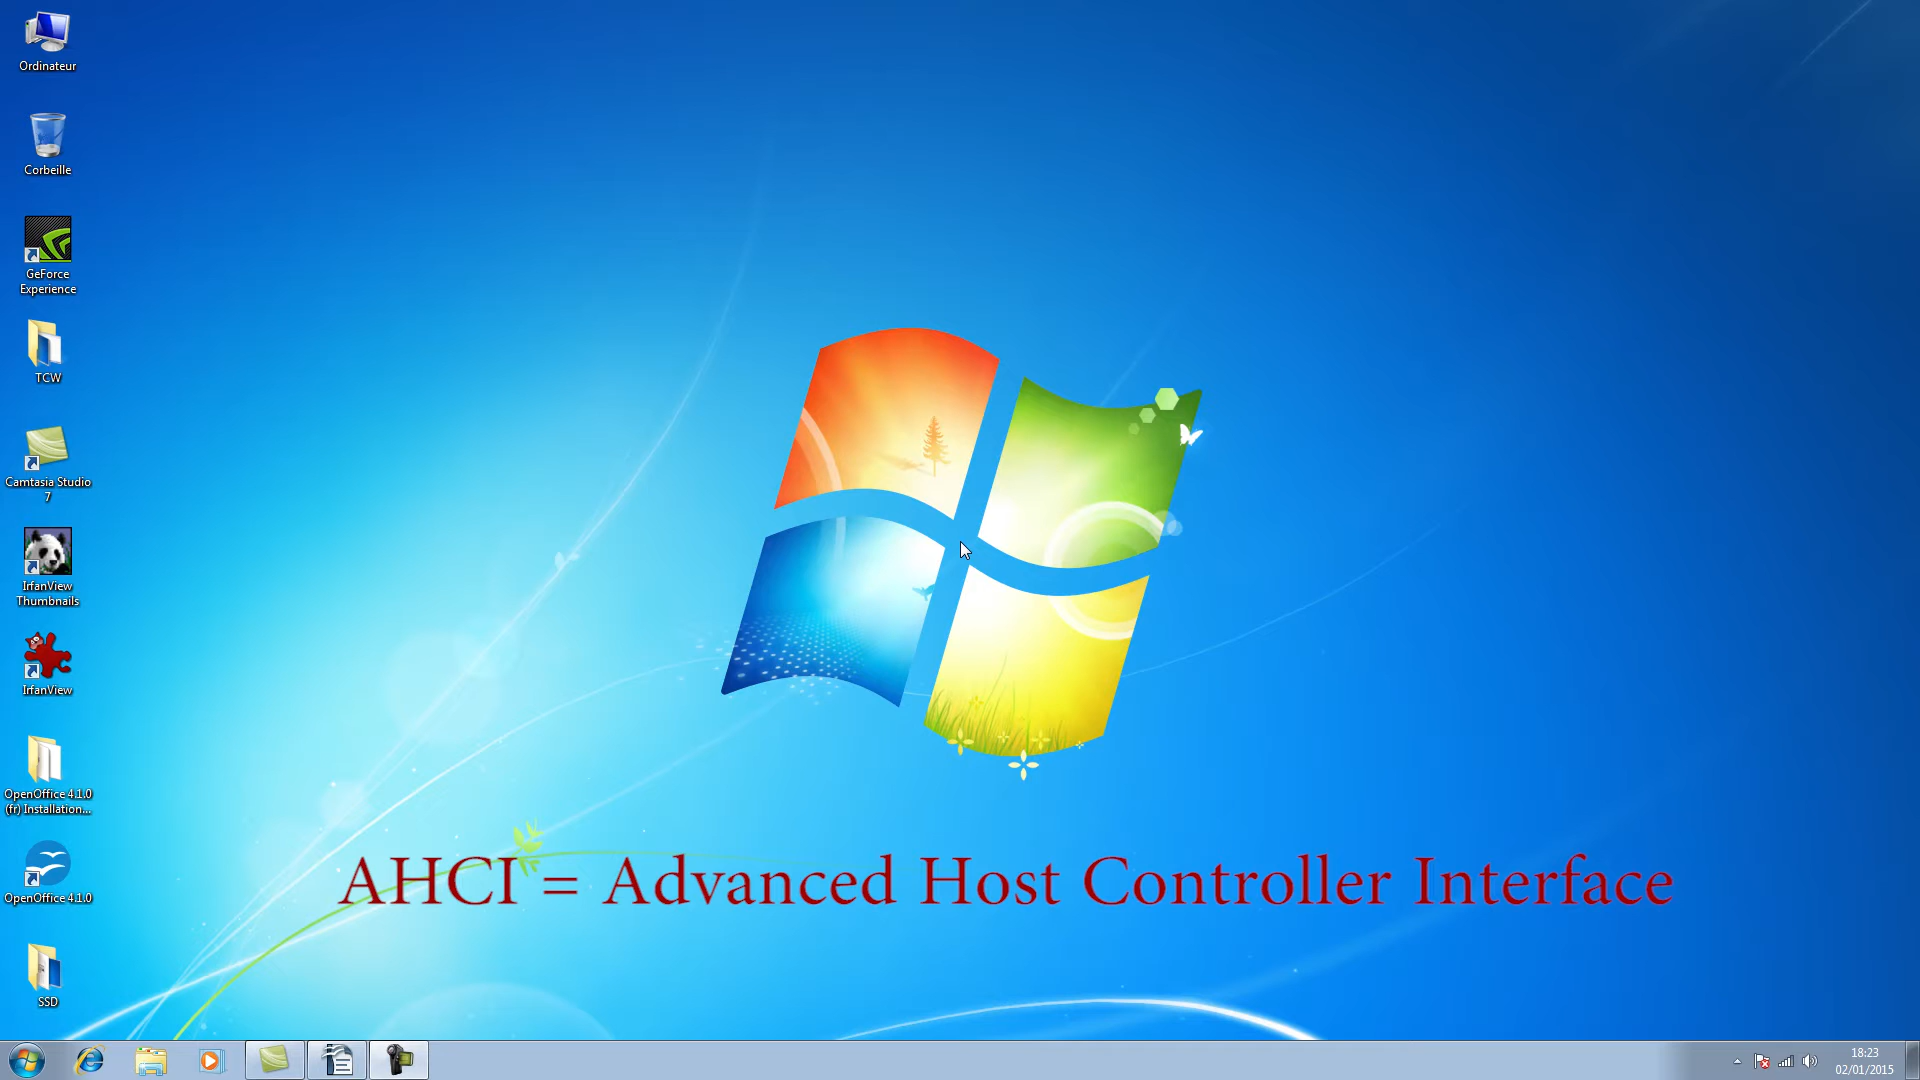 Ordinateur
Corbeille
GeForce
Experience
TCW
Camtasia Studio
7
IrfanView
Thumbnails
IrfanView
OpenOffice 4.1.0
(fr) Installation...
OpenOffice 4.1.0
SSD
AHCI = Advanced Host Controller Interface
18:23
02/01/2015